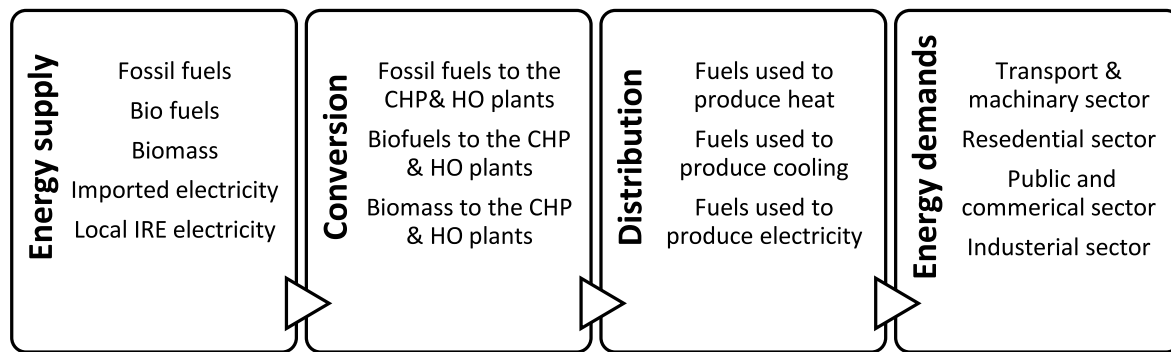 Energy supply
Fossil fuels
Bio fuels
Biomass
Imported electricity
Local IRE electricity
Conversion
Fossil fuels to the
CHP& HO plants
Biofuels to the CHP
& HO plants
Biomass to the CHP
& HO plants
Distribution
Fuels used to
produce heat
Fuels used to
produce cooling
Fuels used to
produce electricity
Energy demands
Transport &
machinary sector
Resedential sector
Public and
commerical sector
Industerial sector